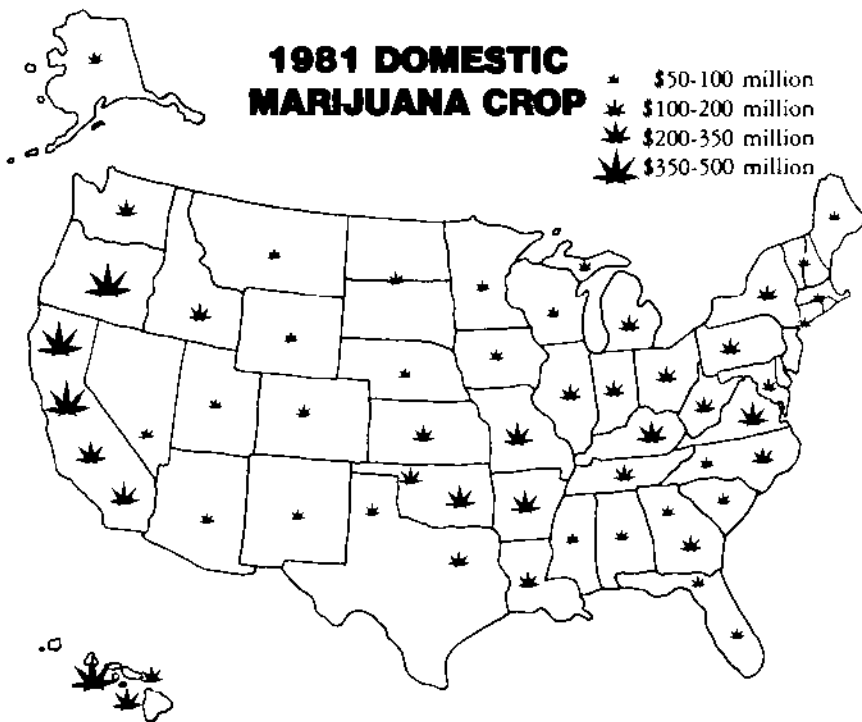 1981 DOMESTIC
MARIJUANA CROP
$50-100 million
$100-200 million
$200-350 million
$350-500 million